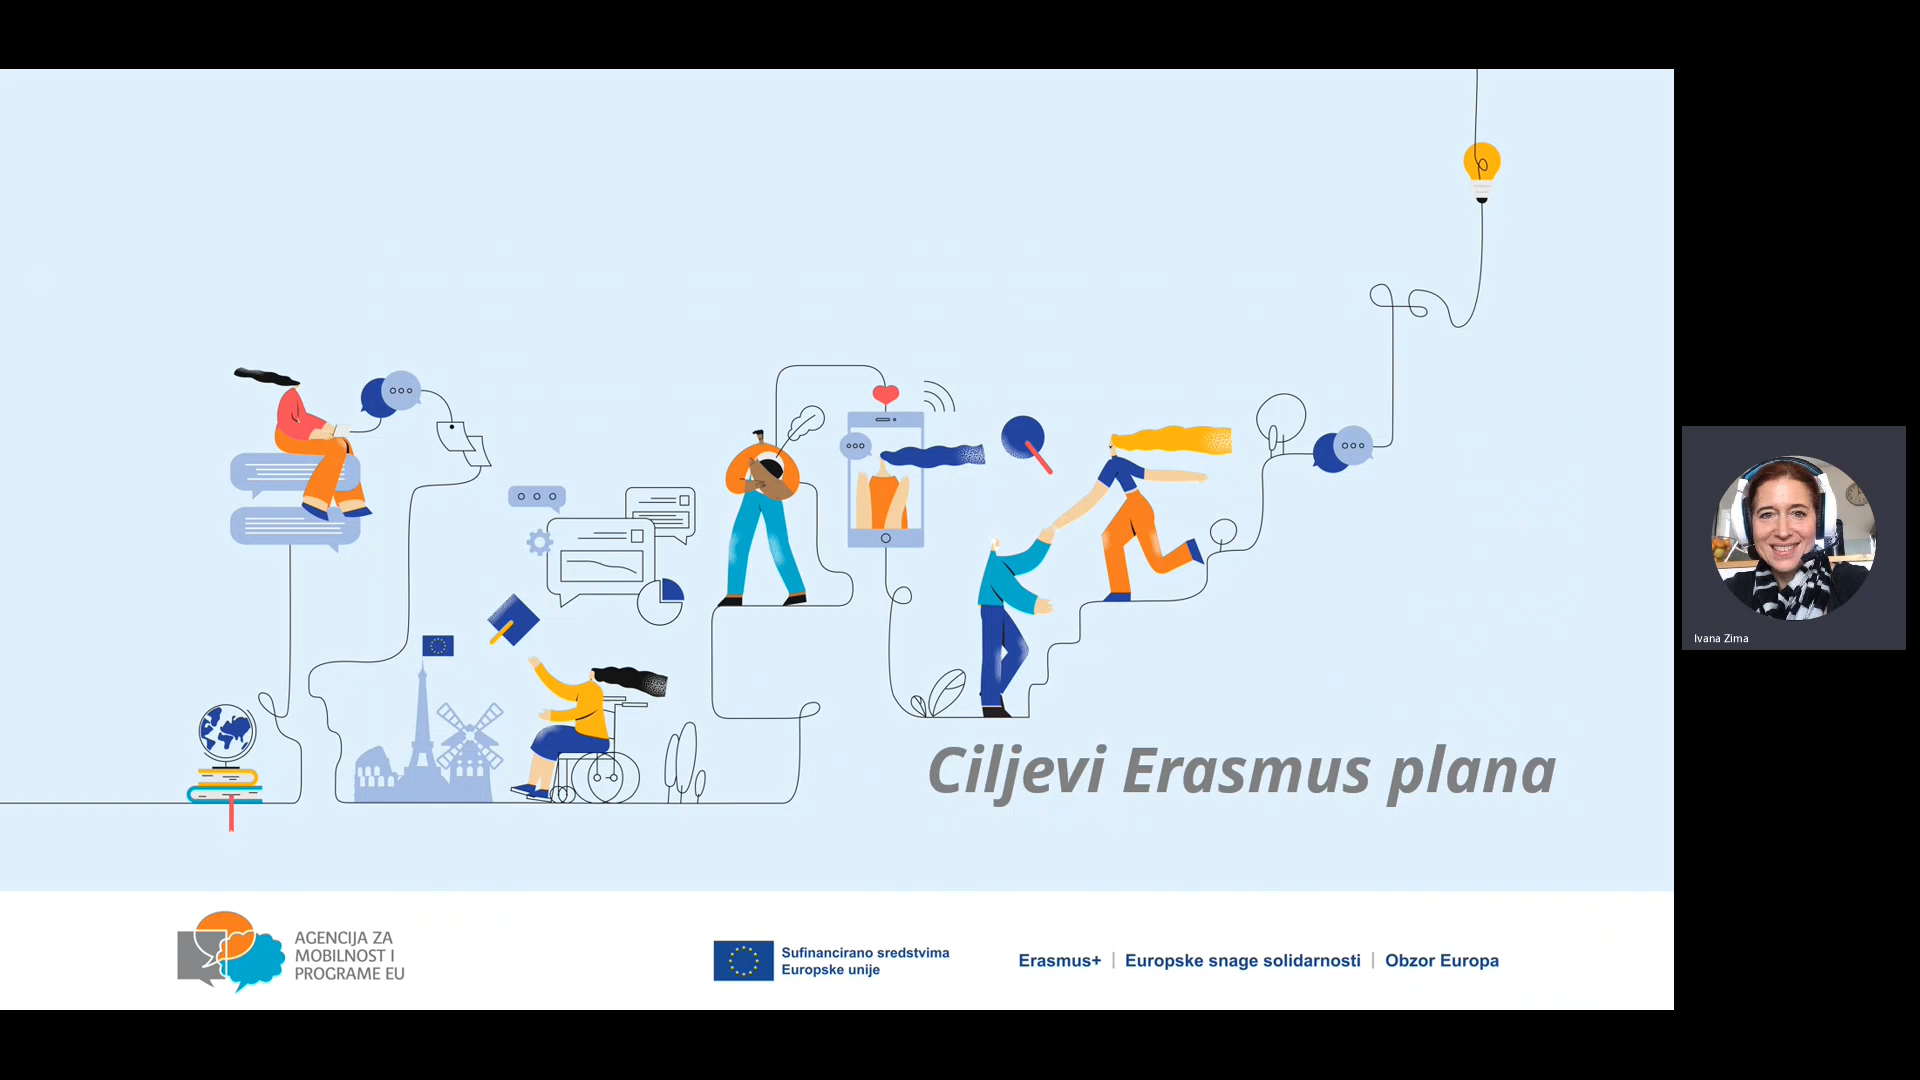 Ciljevi Erasmus plana
AGENCIJA ZA
MOBILNOST I
PROGRAME EU
Sufinancirano sredstvima
Europske unije
Erasmus+ | Europske snage solidarnosti | Obzor Europa
Ivana Zima